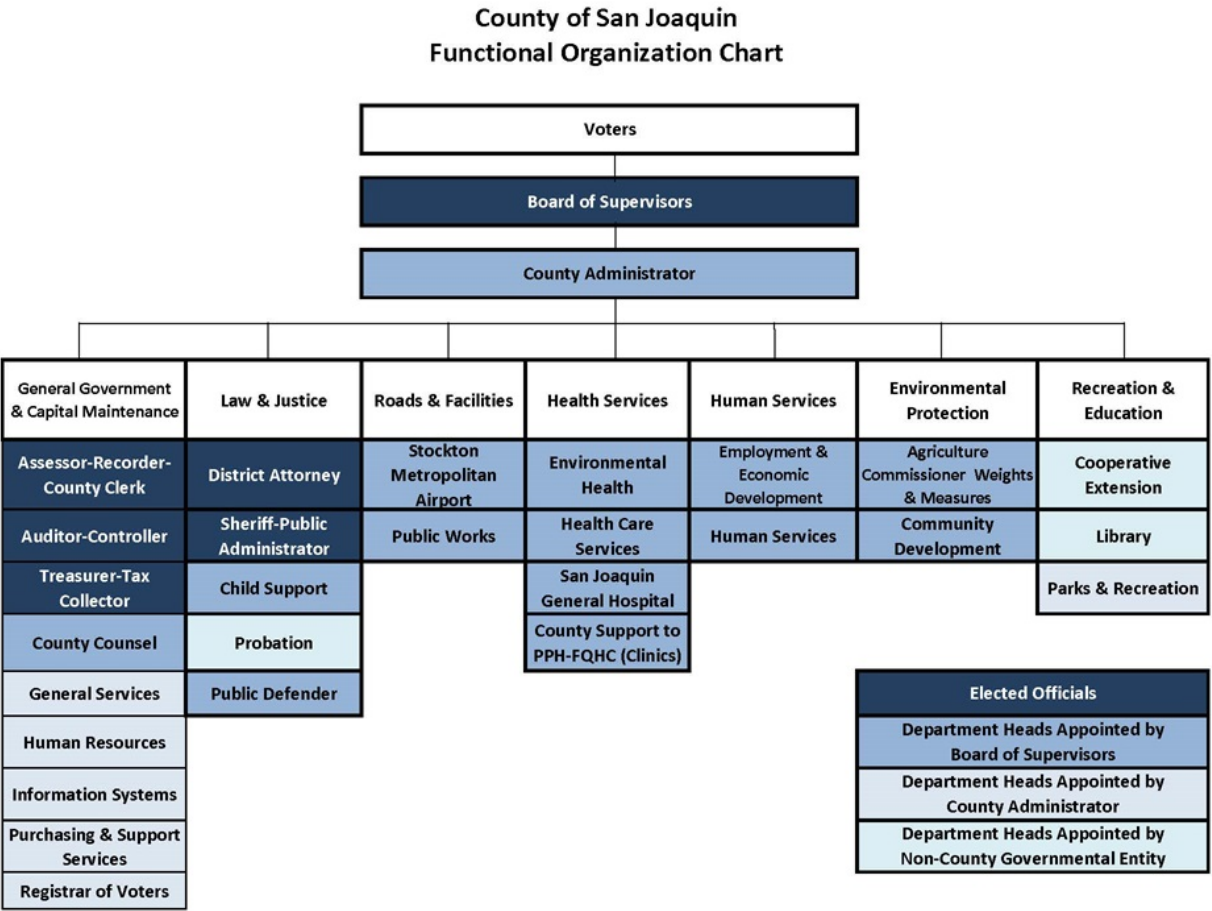 County of San Joaquin
Functional Organization Chart
Voters
Board of Supervisors
County Administrator
General Government
& Capital Maintenance
Law & Justice
Roads & Facilities
Health Services
Human Services
Environmental
Protection
Recreation &
Education
Assessor-Recorder-
County Clerk
District Attorney
Stockton
Metropolitan
Airport
Environmental
Health
Employment &
Economic
Development
Agriculture
Commissioner Weights
& Measures
Cooperative
Extension
Auditor-Controller
Sheriff-Public
Administrator
Public Works
Health Care
Services
Human Services
Community
Development
Library
Treasurer-Tax
Collector
Child Support
San Joaquin
General Hospital
Parks & Recreation
County Counsel
Probation
County Support to
PPH-FQHC (Clinics)
General Services
Public Defender
Human Resources
Information Systems
Purchasing & Support
Services
Registrar of Voters
Elected Officials
Department Heads Appointed by
Board of Supervisors
Department Heads Appointed by
County Administrator
Department Heads Appointed by
Non-County Governmental Entity